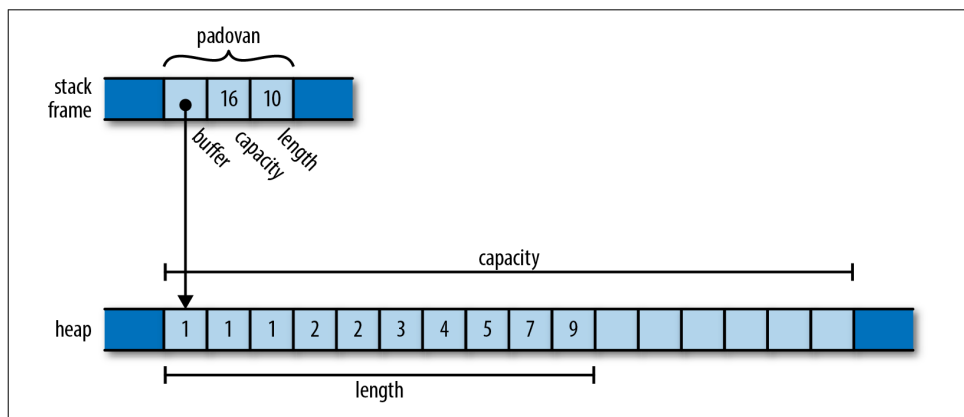 padovan
stack
frame
16 10
buffer
capacity
length
capacity
heap 1 1 1 2 2 3 4 5 7 9
length